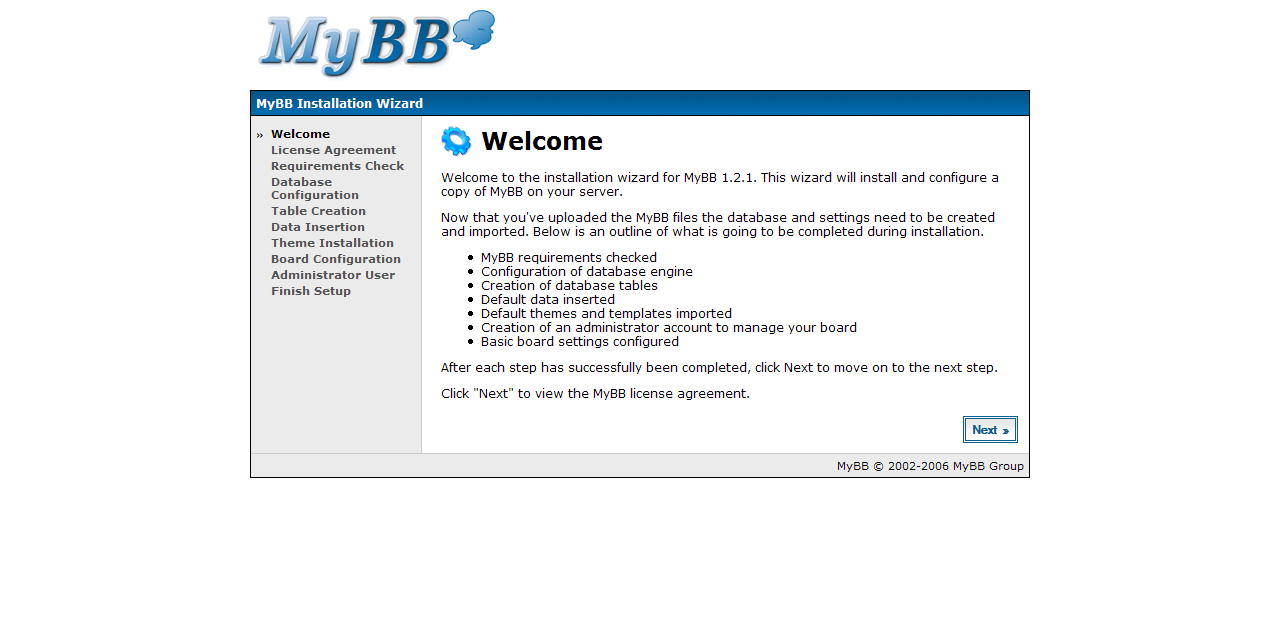 MyBB
MyBB Installation Wizard
» Welcome
License Agreement
Requirements Check
Database
Configuration
Table Creation
Data Insertion
Theme Installation
Board Configuration
Administrator User
Finish Setup
Welcome
Welcome to the installation wizard for MyBB 1.2.1. This wizard will install and configure a
copy of MyBB on your server.
Now that you've uploaded the MyBB files the database and settings need to be created
and imported. Below is an outline of what is going to be completed during installation.
• MyBB requirements checked
• Configuration of database engine
• Creation of database tables
• Default data inserted
• Default themes and templates imported
• Creation of an administrator account to manage your board
• Basic board settings configured
After each step has successfully been completed, click Next to move on to the next step.
Click "Next" to view the MyBB license agreement.
Next »
MyBB © 2002-2006 MyBB Group